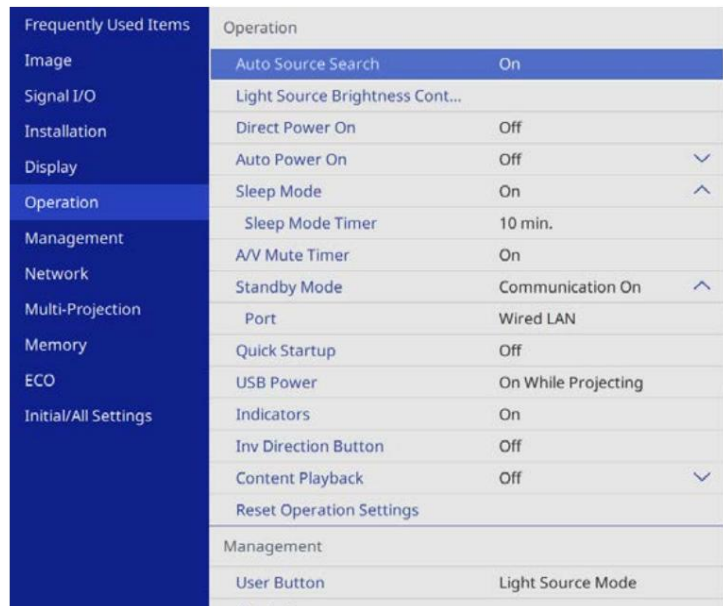 Frequently Used Items
Image
Signal I/O
Installation
Display
Operation
Management
Network
Multi-Projection
Memory
ECO
Initial/All Settings
Operation
Auto Source Search On
Light Source Brightness Cont...
Direct Power On Off
Auto Power On Off
Sleep Mode On
Sleep Mode Timer 10 min.
A/V Mute Timer On
Standby Mode Communication On
Port Wired LAN
Quick Startup Off
USB Power On While Projecting
Indicators On
Inv Direction Button Off
Content Playback Off
Reset Operation Settings
Management
User Button Light Source Mode